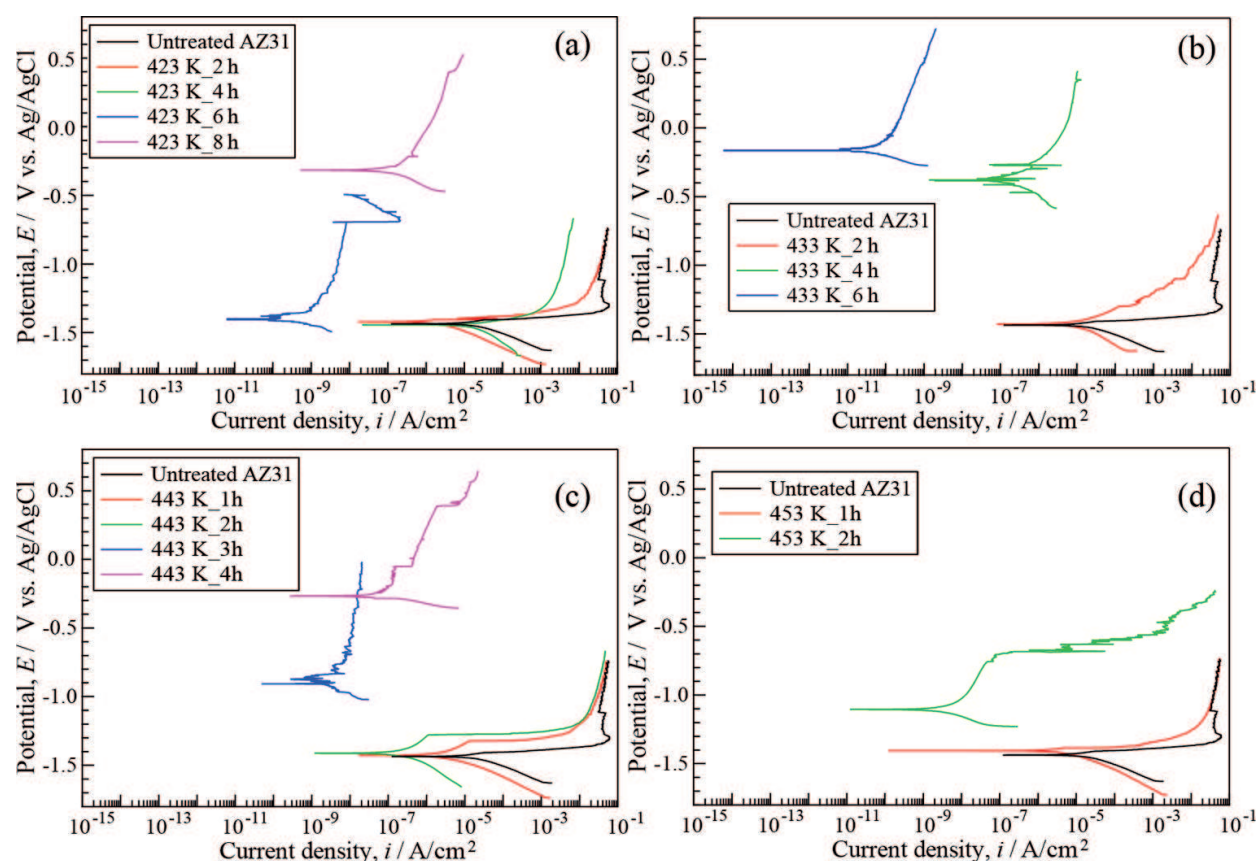 (a)
Untreated AZ31
423 K_2 h
423 K_4 h
423 K_6 h
423 K_8 h
Potential, E / V vs. Ag/AgCl
0.5
0.0
-0.5
-1.0
-1.5
10-15 10-13 10-11 10-9 10-7 10-5 10-3 10-1
Current density, i / A/cm2
(b)
Untreated AZ31
433 K_2 h
433 K_4 h
433 K_6 h
Potential, E / V vs. Ag/AgCl
0.5
0.0
-0.5
-1.0
-1.5
10-15 10-13 10-11 10-9 10-7 10-5 10-3 10-1
Current density, i / A/cm2
(c)
Untreated AZ31
443 K_1h
443 K_2h
443 K_3h
443 K_4h
Potential, E / V vs. Ag/AgCl
0.5
0.0
-0.5
-1.0
-1.5
10-15 10-13 10-11 10-9 10-7 10-5 10-3 10-1
Current density, i / A/cm2
(d)
Untreated AZ31
453 K_1h
453 K_2h
Potential, E / V vs. Ag/AgCl
0.5
0.0
-0.5
-1.0
-1.5
10-15 10-13 10-11 10-9 10-7 10-5 10-3 10-1
Current density, i / A/cm2